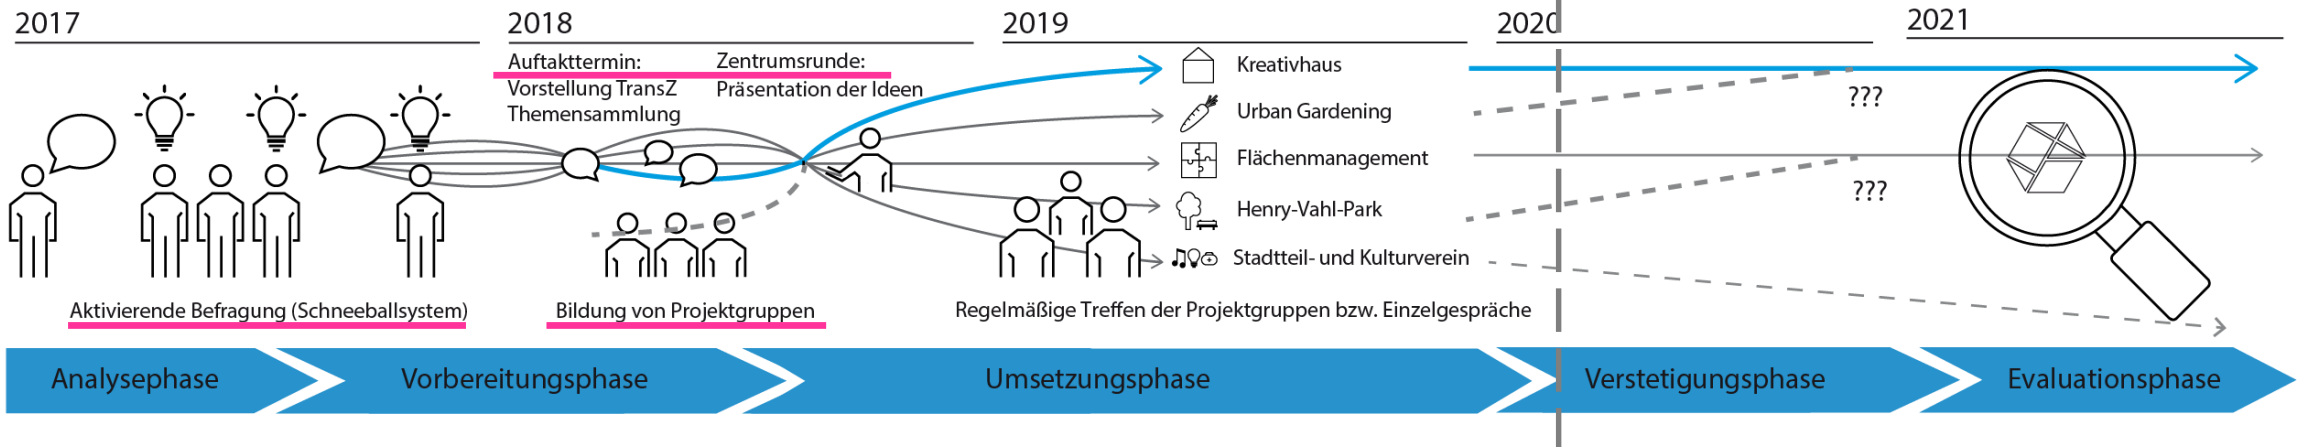 2017
2018
2019
2020
2021
Auftakttermin:
Vorstellung TransZ
Themensammlung
Zentrumsrunde:
Präsentation der Ideen
Kreativhaus
Urban Gardening
Flächenmanagement
Henry-Vahl-Park
Stadtteil- und Kulturverein
???
???
Aktivierende Befragung (Schneeballsystem)
Bildung von Projektgruppen
Regelmäßige Treffen der Projektgruppen bzw. Einzelgespräche
Analysephase
Vorbereitungsphase
Umsetzungsphase
Verstetigungsphase
Evaluationsphase